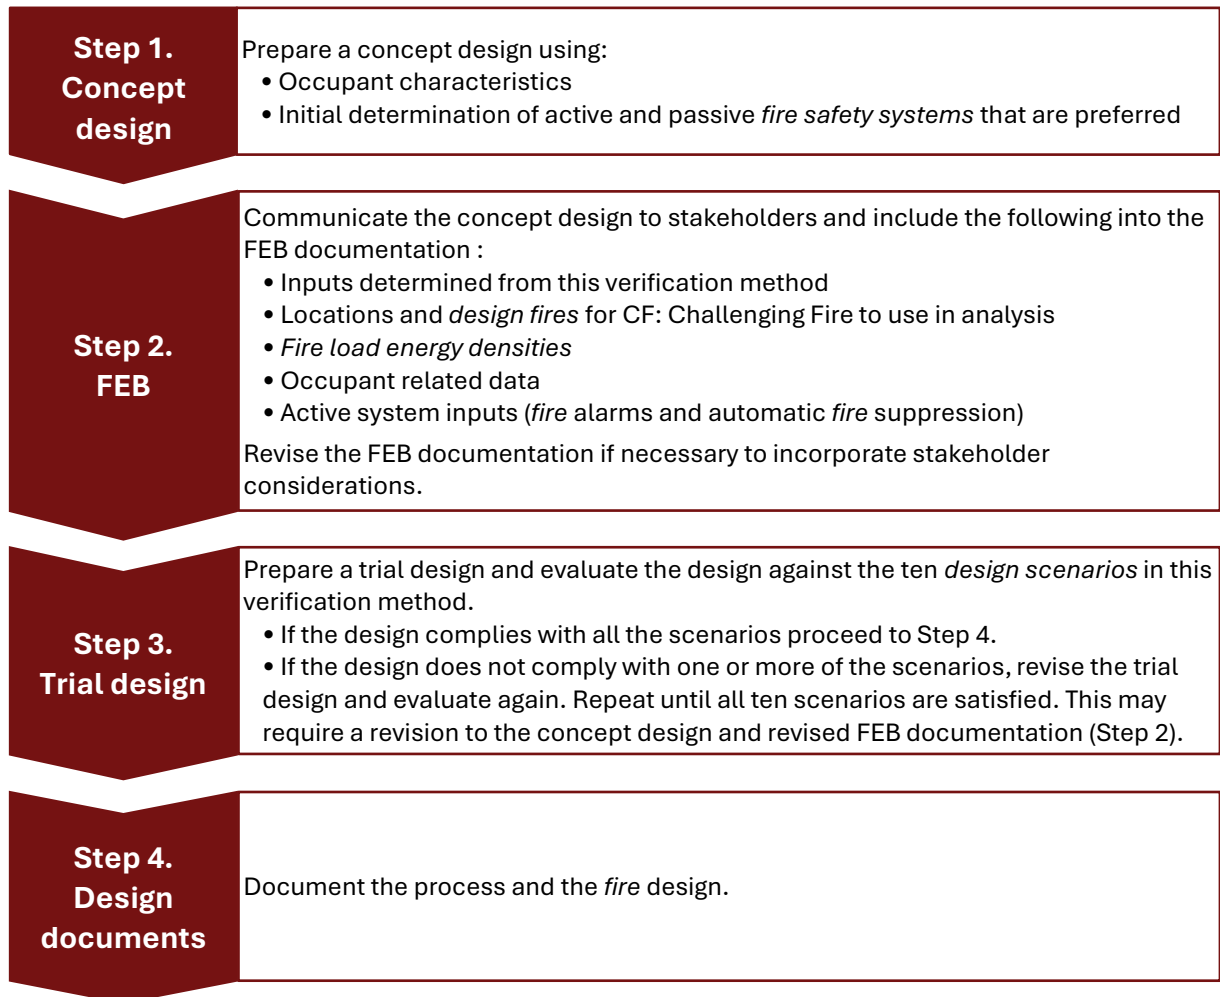 Step 1.
Concept
design
Prepare a concept design using:
• Occupant characteristics
• Initial determination of active and passive fire safety systems that are preferred
Step 2.
FEB
Communicate the concept design to stakeholders and include the following into the
FEB documentation :
• Inputs determined from this verification method
• Locations and design fires for CF: Challenging Fire to use in analysis
• Fire load energy densities
• Occupant related data
• Active system inputs (fire alarms and automatic fire suppression)
Revise the FEB documentation if necessary to incorporate stakeholder
considerations.
Step 3.
Trial design
Prepare a trial design and evaluate the design against the ten design scenarios in this
verification method.
• If the design complies with all the scenarios proceed to Step 4.
• If the design does not comply with one or more of the scenarios, revise the trial
design and evaluate again. Repeat until all ten scenarios are satisfied. This may
require a revision to the concept design and revised FEB documentation (Step 2).
Step 4.
Design
documents
Document the process and the fire design.